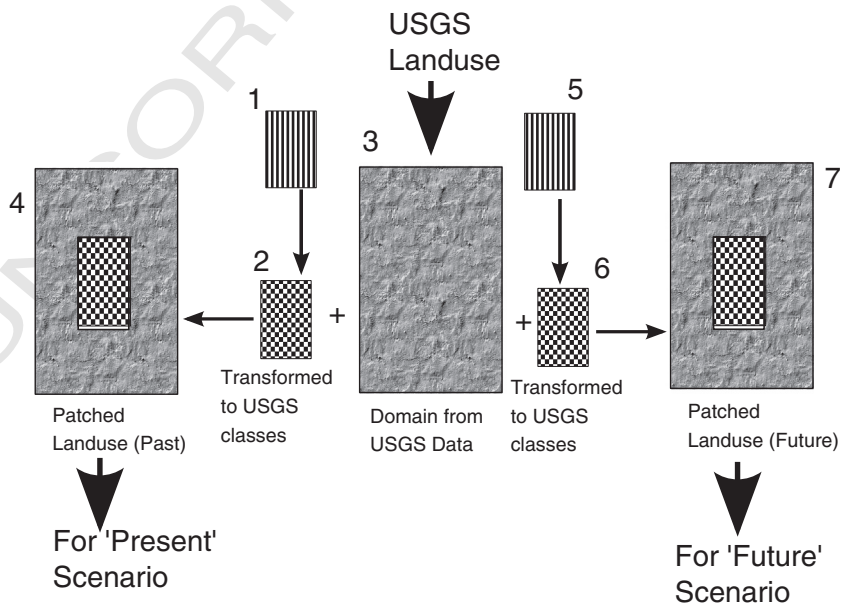 USGS
Landuse
1
5
3
4
7
2
6
+
+
Transformed
to USGS
classes
Transformed
to USGS
classes
Patched
Landuse (Past)
Domain from
USGS Data
Patched
Landuse (Future)
For 'Present'
Scenario
For 'Future'
Scenario